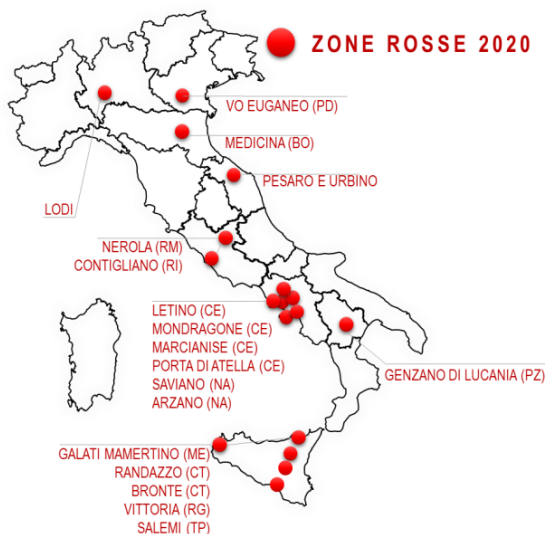 ZONE ROSSE 2020
VO EUGANEO (PD)
MEDICINA (BO)
PESARO E URBINO
LODI
NEROLA (RM)
CONTIGLIANO (RI)
LETINO (CE)
MONDRAGONE (CE)
MARCIANISE (CE)
PORTA DI ATELLA (CE)
SAVIANO (NA)
ARZANO (NA)
GENZANO DI LUCANIA (PZ)
GALATI MAMERTINO (ME)
RANDAZZO (CT)
BRONTE (CT)
VITTORIA (RG)
SALEMI (TP)